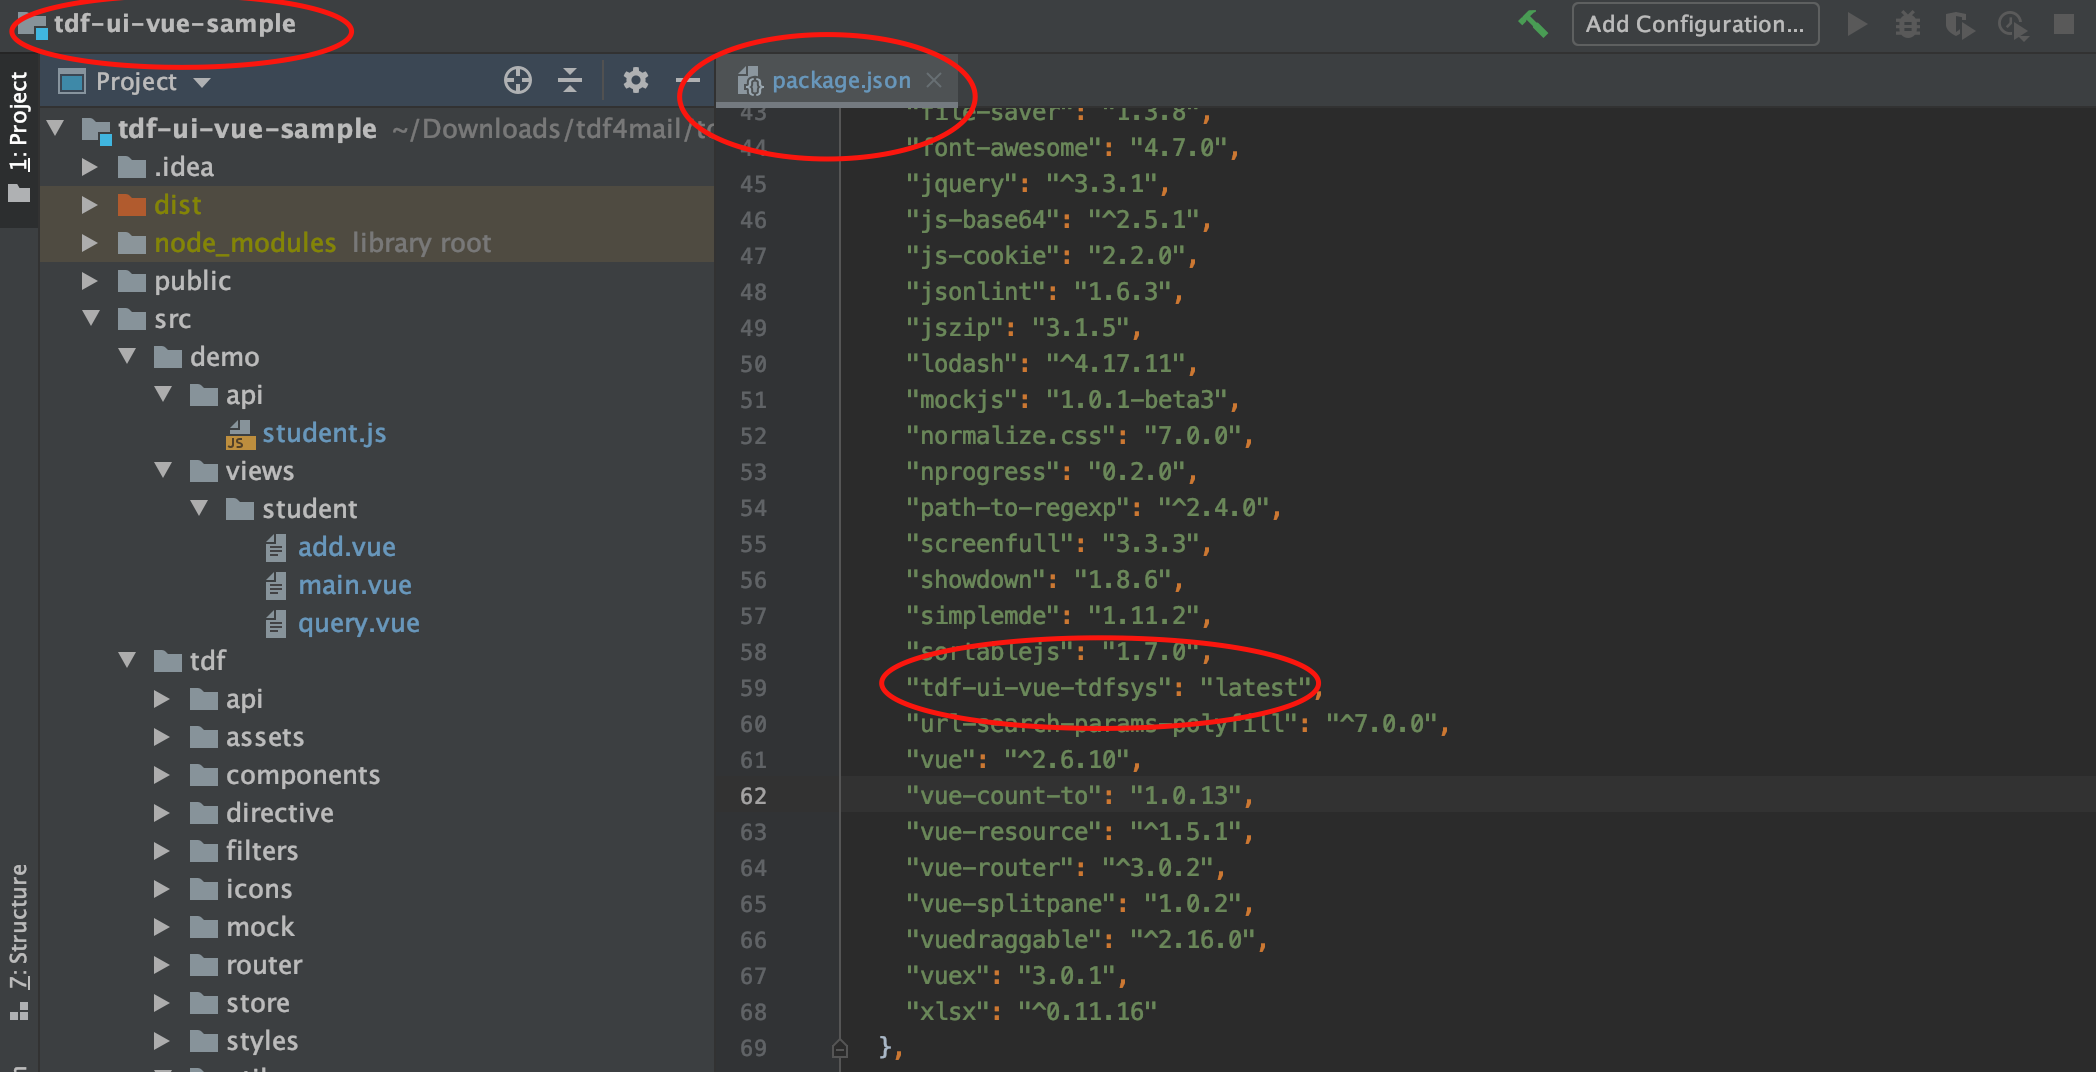 tdf-ui-vue-sample
Add Configuration...
1: Project
Project
package.json
tdf-ui-vue-sample ~/Downloads/tdf4mail/
.idea
dist
node_modules library root
public
src
demo
api
JS student.js
views
student
add.vue
main.vue
query.vue
tdf
api
assets
components
directive
filters
icons
mock
router
store
styles
Z: Structure
43 "file-saver": "1.3.8",
44 "font-awesome": "4.7.0",
45 "jquery": "^3.3.1",
46 "js-base64": "^2.5.1",
47 "js-cookie": "2.2.0",
48 "jsonlint": "1.6.3",
49 "jszip": "3.1.5",
50 "lodash": "^4.17.11",
51 "mockjs": "1.0.1-beta3",
52 "normalize.css": "7.0.0",
53 "nprogress": "0.2.0",
54 "path-to-regexp": "^2.4.0",
55 "screenfull": "3.3.3",
56 "showdown": "1.8.6",
57 "simplemde": "1.11.2",
58 "sortablejs": "1.7.0",
59 "tdf-ui-vue-tdfsys": "latest",
60 "url-search-params-polyfill": "^7.0.0",
61 "vue": "^2.6.10",
62 "vue-count-to": "1.0.13",
63 "vue-resource": "^1.5.1",
64 "vue-router": "^3.0.2",
65 "vue-splitpane": "1.0.2",
66 "vuedraggable": "^2.16.0",
67 "vuex": "3.0.1",
68 "xlsx": "^0.11.16"
69 },